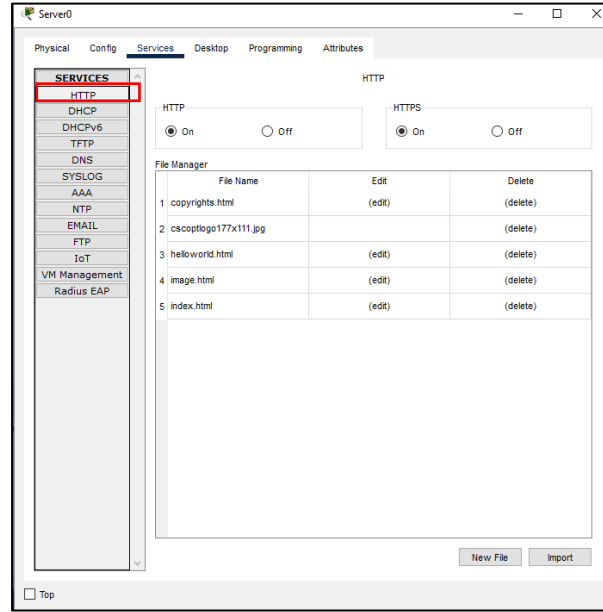 Server0
Physical Config Services Desktop Programming Attributes
SERVICES
HTTP
DHCP
DHCPv6
TFTP
DNS
SYSLOG
AAA
NTP
EMAIL
FTP
IoT
VM Management
Radius EAP
HTTP
HTTP
On Off
HTTPS
On Off
File Manager
File Name Edit Delete
1 copyrights.html (edit) (delete)
2 cscoptlogo177x111.jpg (delete)
3 helloworld.html (edit) (delete)
4 image.html (edit) (delete)
5 index.html (edit) (delete)
New File Import
Top